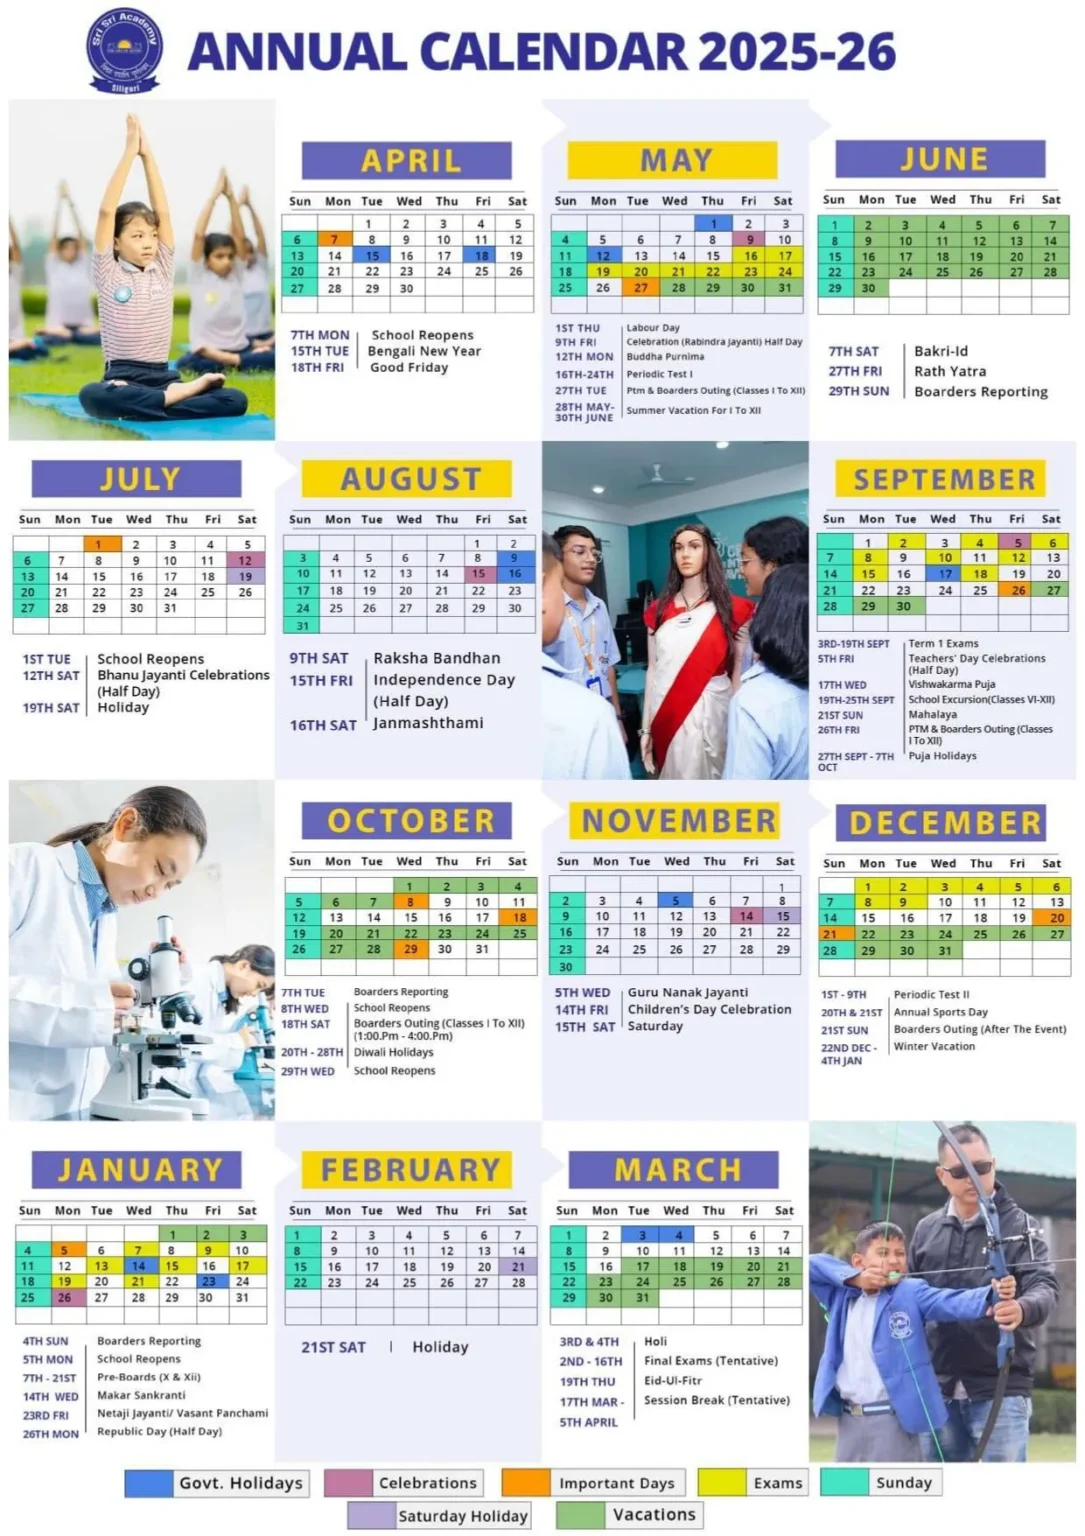 Sri Sri Academy
Siliguri
ANNUAL CALENDAR 2025-26
APRIL
Sun Mon Tue Wed Thu Fri Sat
1 2 3 4 5
6 7 8 9 10 11 12
13 14 15 16 17 18 19
20 21 22 23 24 25 26
27 28 29 30
7TH MON School Reopens
15TH TUE Bengali New Year
18TH FRI Good Friday
MAY
Sun Mon Tue Wed Thu Fri Sat
1 2 3
4 5 6 7 8 9 10
11 12 13 14 15 16 17
18 19 20 21 22 23 24
25 26 27 28 29 30 31
1ST THU Labour Day
9TH FRI Celebration (Rabindra Jayanti) Half Day
12TH MON Buddha Purnima
16TH-24TH Periodic Test I
27TH TUE Ptm & Boarders Outing (Classes I To XII)
28TH MAY-
30TH JUNE Summer Vacation For I To XII
JUNE
Sun Mon Tue Wed Thu Fri Sat
1 2 3 4 5 6 7
8 9 10 11 12 13 14
15 16 17 18 19 20 21
22 23 24 25 26 27 28
29 30
7TH SAT Bakri-Id
27TH FRI Rath Yatra
29TH SUN Boarders Reporting
JULY
Sun Mon Tue Wed Thu Fri Sat
1 2 3 4 5
6 7 8 9 10 11 12
13 14 15 16 17 18 19
20 21 22 23 24 25 26
27 28 29 30 31
1ST TUE School Reopens
12TH SAT Bhanu Jayanti Celebrations
(Half Day)
19TH SAT Holiday
AUGUST
Sun Mon Tue Wed Thu Fri Sat
1 2
3 4 5 6 7 8 9
10 11 12 13 14 15 16
17 18 19 20 21 22 23
24 25 26 27 28 29 30
31
9TH SAT Raksha Bandhan
15TH FRI Independence Day
(Half Day)
16TH SAT Janmashthami
SEPTEMBER
Sun Mon Tue Wed Thu Fri Sat
1 2 3 4 5 6
7 8 9 10 11 12 13
14 15 16 17 18 19 20
21 22 23 24 25 26 27
28 29 30
3RD-19TH SEPT Term 1 Exams
5TH FRI Teachers' Day Celebrations
(Half Day)
17TH WED Vishwakarma Puja
19TH-25TH SEPT School Excursion(Classes VI-XII)
21ST SUN Mahalaya
26TH FRI PTM & Boarders Outing (Classes
I To XII)
27TH SEPT - 7TH Puja Holidays
OCT
OCTOBER
Sun Mon Tue Wed Thu Fri Sat
1 2 3 4
5 6 7 8 9 10 11
12 13 14 15 16 17 18
19 20 21 22 23 24 25
26 27 28 29 30 31
7TH TUE Boarders Reporting
8TH WED School Reopens
18TH SAT Boarders Outing (Classes I To XII)
(1:00.Pm - 4:00.Pm)
20TH - 28TH Diwali Holidays
29TH WED School Reopens
NOVEMBER
Sun Mon Tue Wed Thu Fri Sat
1
2 3 4 5 6 7 8
9 10 11 12 13 14 15
16 17 18 19 20 21 22
23 24 25 26 27 28 29
30
5TH WED Guru Nanak Jayanti
14TH FRI Children's Day Celebration
15TH SAT Saturday
DECEMBER
Sun Mon Tue Wed Thu Fri Sat
1 2 3 4 5 6
7 8 9 10 11 12 13
14 15 16 17 18 19 20
21 22 23 24 25 26 27
28 29 30 31
1ST - 9TH Periodic Test II
20TH & 21ST Annual Sports Day
21ST SUN Boarders Outing (After The Event)
22ND DEC - Winter Vacation
4TH JAN
JANUARY
Sun Mon Tue Wed Thu Fri Sat
1 2 3
4 5 6 7 8 9 10
11 12 13 14 15 16 17
18 19 20 21 22 23 24
25 26 27 28 29 30 31
4TH SUN Boarders Reporting
5TH MON School Reopens
7TH - 21ST Pre-Boards (X & Xii)
14TH WED Makar Sankranti
23RD FRI Netaji Jayanti/ Vasant Panchami
26TH MON Republic Day (Half Day)
FEBRUARY
Sun Mon Tue Wed Thu Fri Sat
1 2 3 4 5 6 7
8 9 10 11 12 13 14
15 16 17 18 19 20 21
22 23 24 25 26 27 28
21ST SAT Holiday
MARCH
Sun Mon Tue Wed Thu Fri Sat
1 2 3 4 5 6 7
8 9 10 11 12 13 14
15 16 17 18 19 20 21
22 23 24 25 26 27 28
29 30 31
3RD & 4TH Holi
2ND - 16TH Final Exams (Tentative)
19TH THU Eid-Ul-Fitr
17TH MAR - Session Break (Tentative)
5TH APRIL
Govt. Holidays
Celebrations
Important Days
Exams
Sunday
Saturday Holiday
Vacations